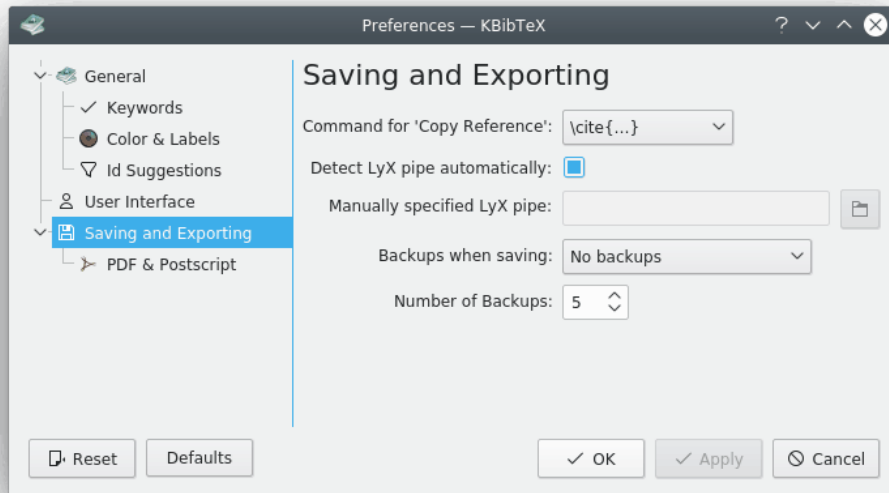 Preferences — KBibTeX
General
Keywords
Color & Labels
Id Suggestions
User Interface
Saving and Exporting
PDF & Postscript
Saving and Exporting
Command for 'Copy Reference': \cite{...}
Detect LyX pipe automatically:
Manually specified LyX pipe:
Backups when saving: No backups
Number of Backups: 5
Reset Defaults OK Apply Cancel